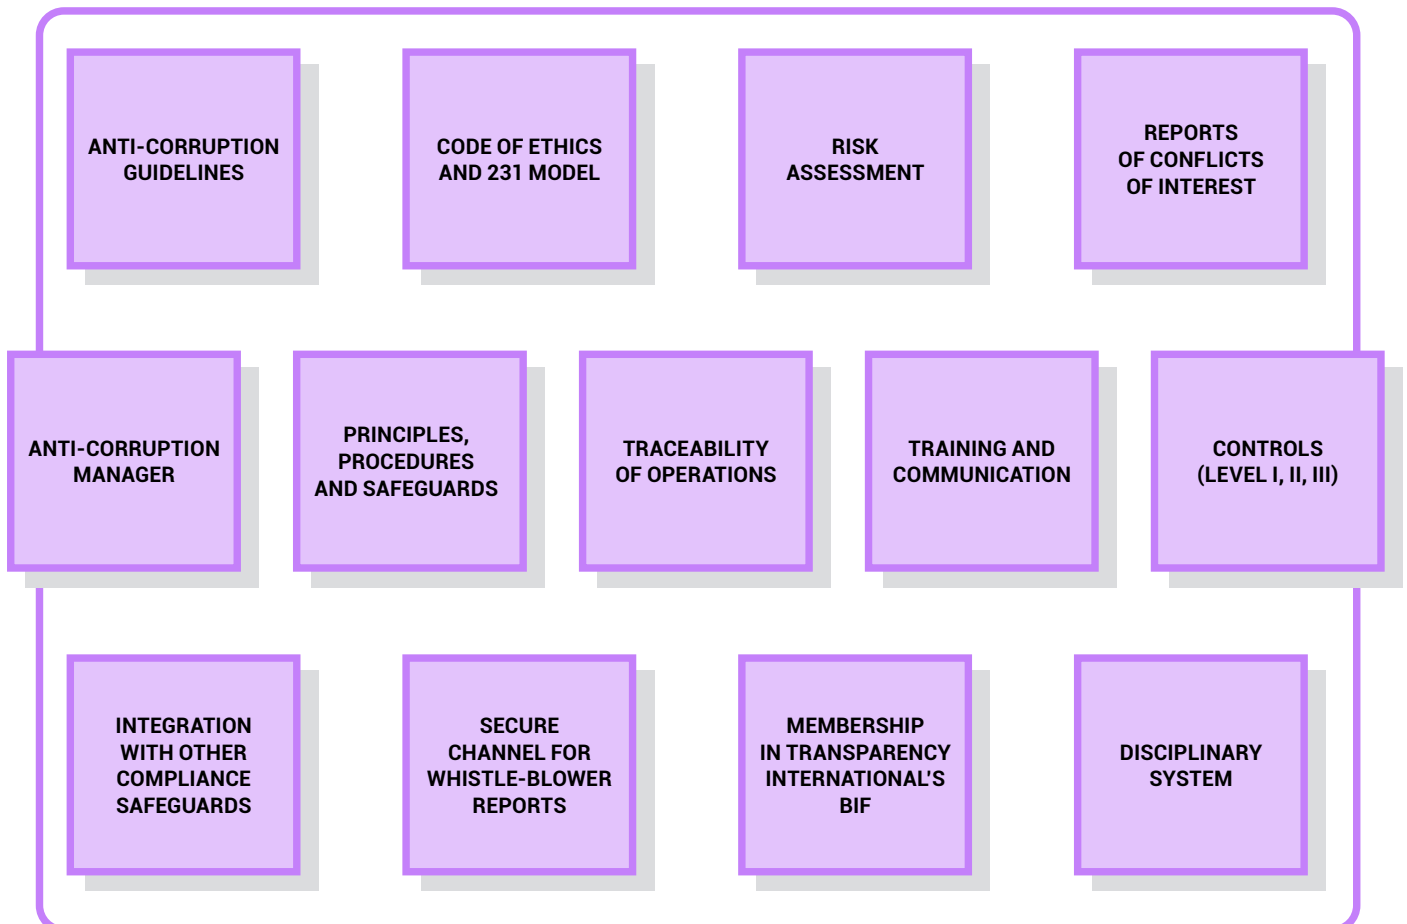 ANTI-CORRUPTION
GUIDELINES
CODE OF ETHICS
AND 231 MODEL
RISK
ASSESSMENT
REPORTS
OF CONFLICTS
OF INTEREST
ANTI-CORRUPTION
MANAGER
PRINCIPLES,
PROCEDURES
AND SAFEGUARDS
TRACEABILITY
OF OPERATIONS
TRAINING AND
COMMUNICATION
CONTROLS
(LEVEL I, II, III)
INTEGRATION
WITH OTHER
COMPLIANCE
SAFEGUARDS
SECURE
CHANNEL FOR
WHISTLE-BLOWER
REPORTS
MEMBERSHIP
IN TRANSPARENCY
INTERNATIONAL'S
BIF
DISCIPLINARY
SYSTEM